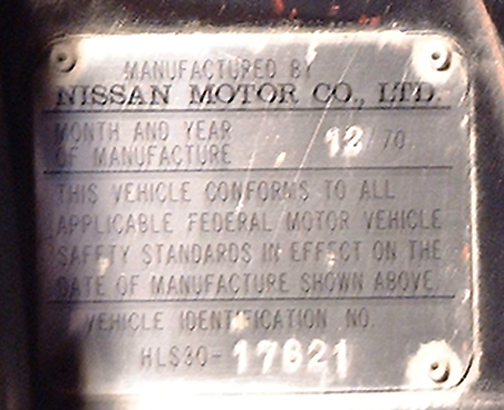 MANUFACTURED BY
NISSAN MOTOR CO., LTD.
MONTH AND YEAR
OF MANUFACTURE
12/70
THIS VEHICLE CONFORMS TO ALL
APPLICABLE FEDERAL MOTOR VEHICLE
SAFETY STANDARDS IN EFFECT ON THE
DATE OF MANUFACTURE SHOWN ABOVE.
VEHICLE IDENTIFICATION NO.
HLS30-17821